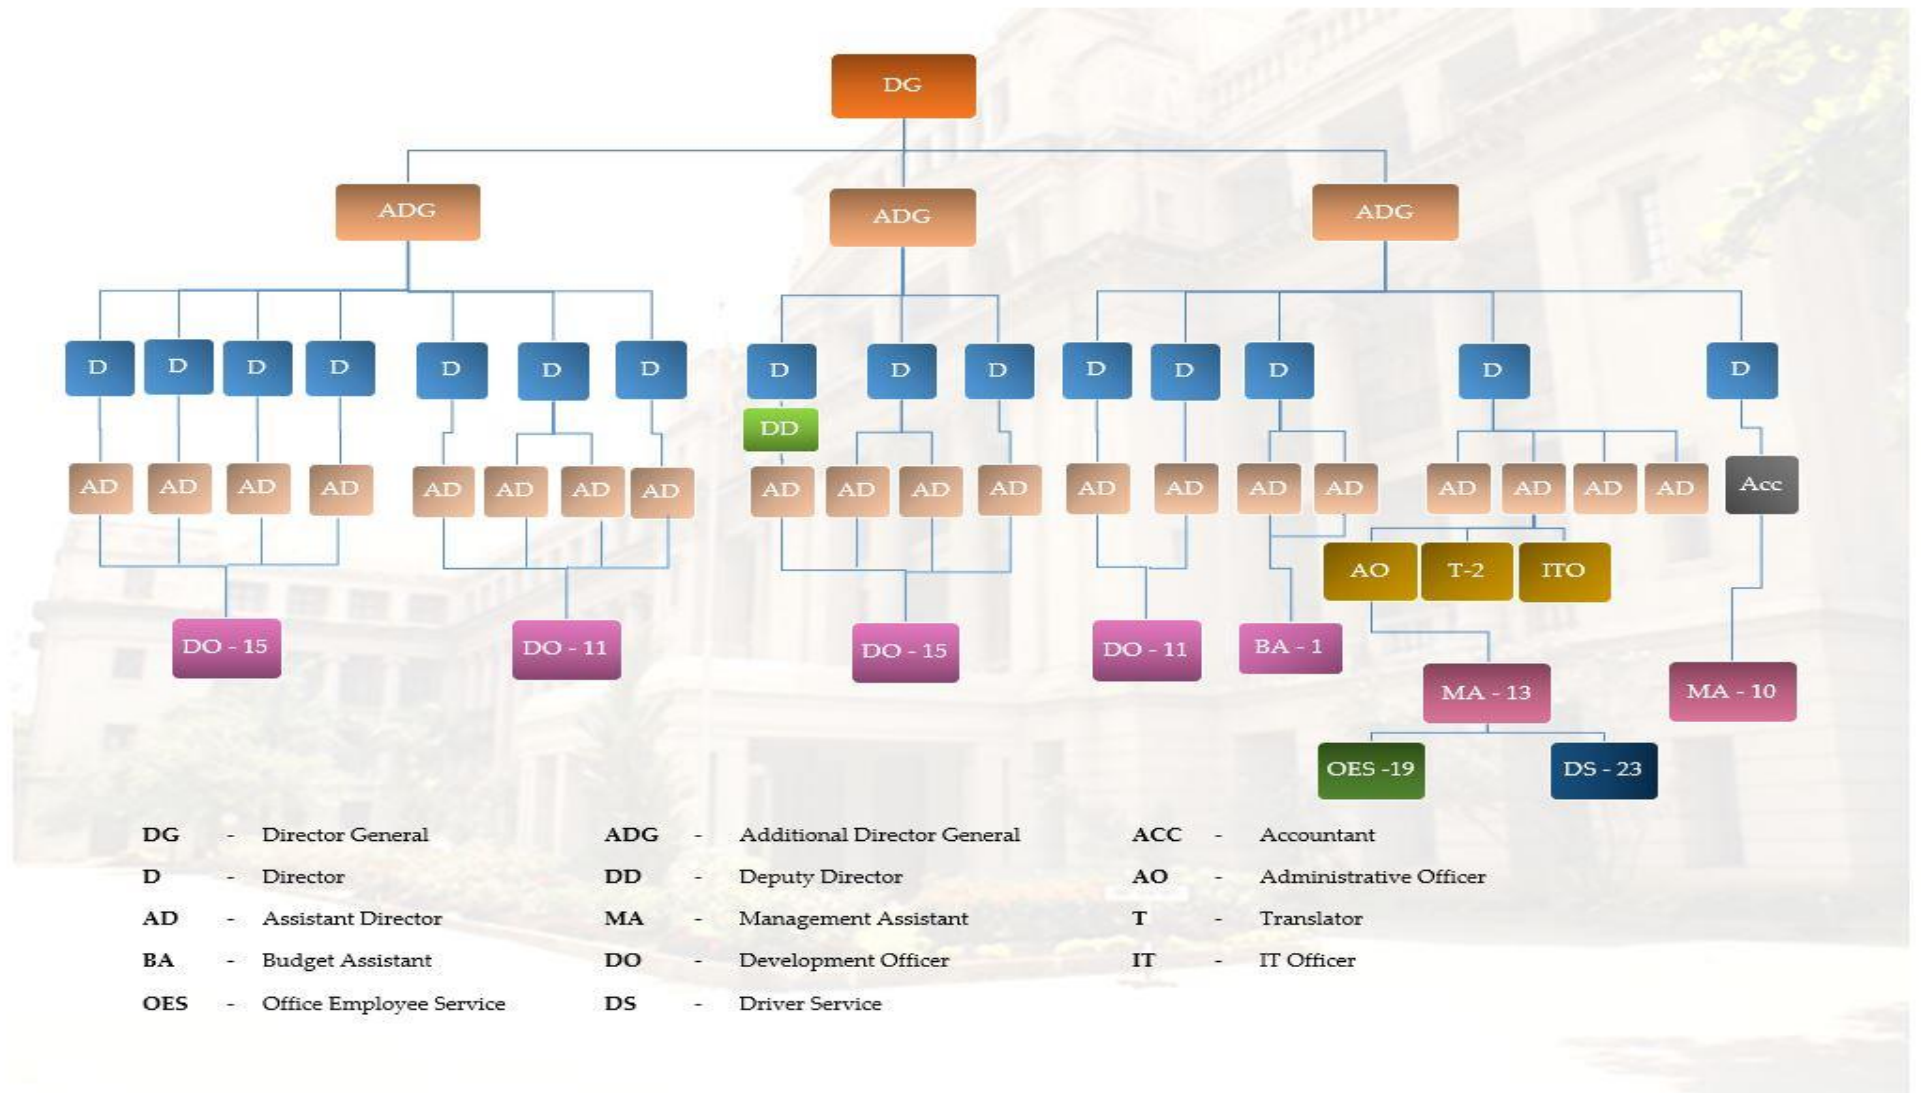 DG
ADG ADG ADG
D D D D D D D D D D D D D D D
DD
AD AD AD AD AD AD AD AD AD AD AD AD AD AD AD AD AD AD AD AD Acc
AO T-2 ITO
DO - 15 DO - 11 DO - 15 DO - 11 BA - 1
MA - 13 MA - 10
OES -19 DS - 23
DG - Director General ADG - Additional Director General ACC - Accountant
D - Director DD - Deputy Director AO - Administrative Officer
AD - Assistant Director MA - Management Assistant T - Translator
BA - Budget Assistant DO - Development Officer IT - IT Officer
OES - Office Employee Service DS - Driver Service